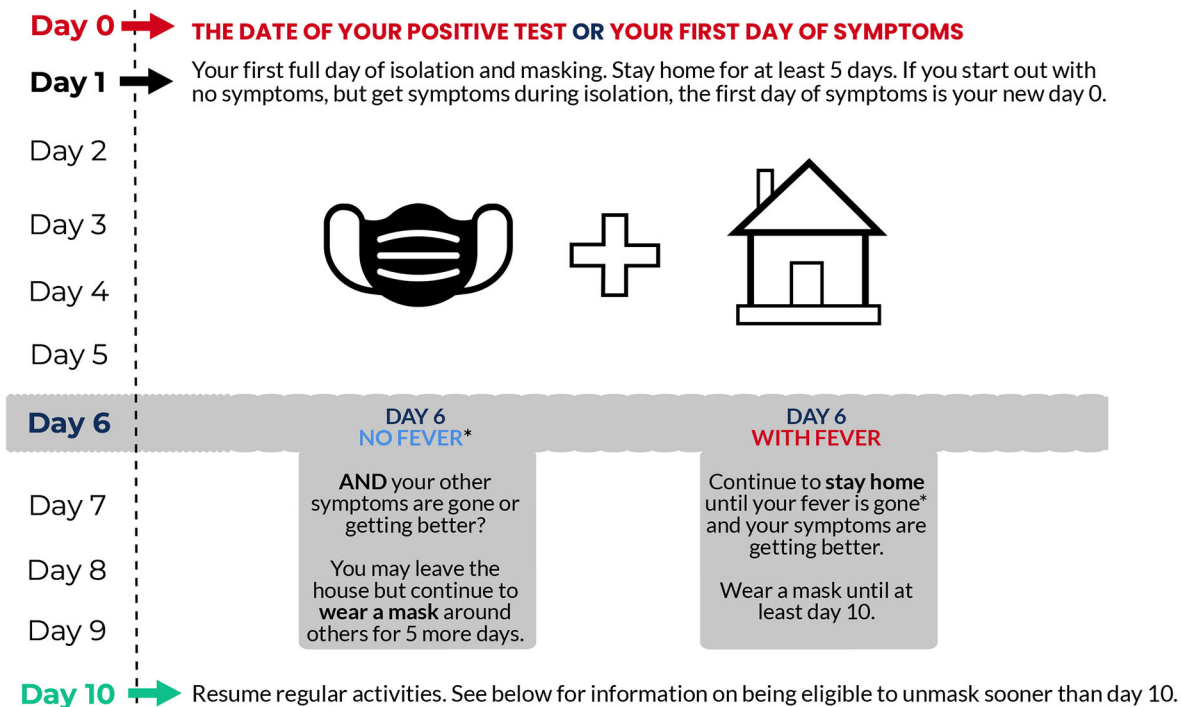 Day 0 THE DATE OF YOUR POSITIVE TEST OR YOUR FIRST DAY OF SYMPTOMS
Day 1 Your first full day of isolation and masking. Stay home for at least 5 days. If you start out with
no symptoms, but get symptoms during isolation, the first day of symptoms is your new day 0.
Day 2
Day 3
Day 4
Day 5
Day 6
DAY 6
NO FEVER*
AND your other
symptoms are gone or
getting better?
You may leave the
house but continue to
wear a mask around
others for 5 more days.
DAY 6
WITH FEVER
Continue to stay home
until your fever is gone*
and your symptoms are
getting better.
Wear a mask until at
least day 10.
Day 7
Day 8
Day 9
Day 10 Resume regular activities. See below for information on being eligible to unmask sooner than day 10.